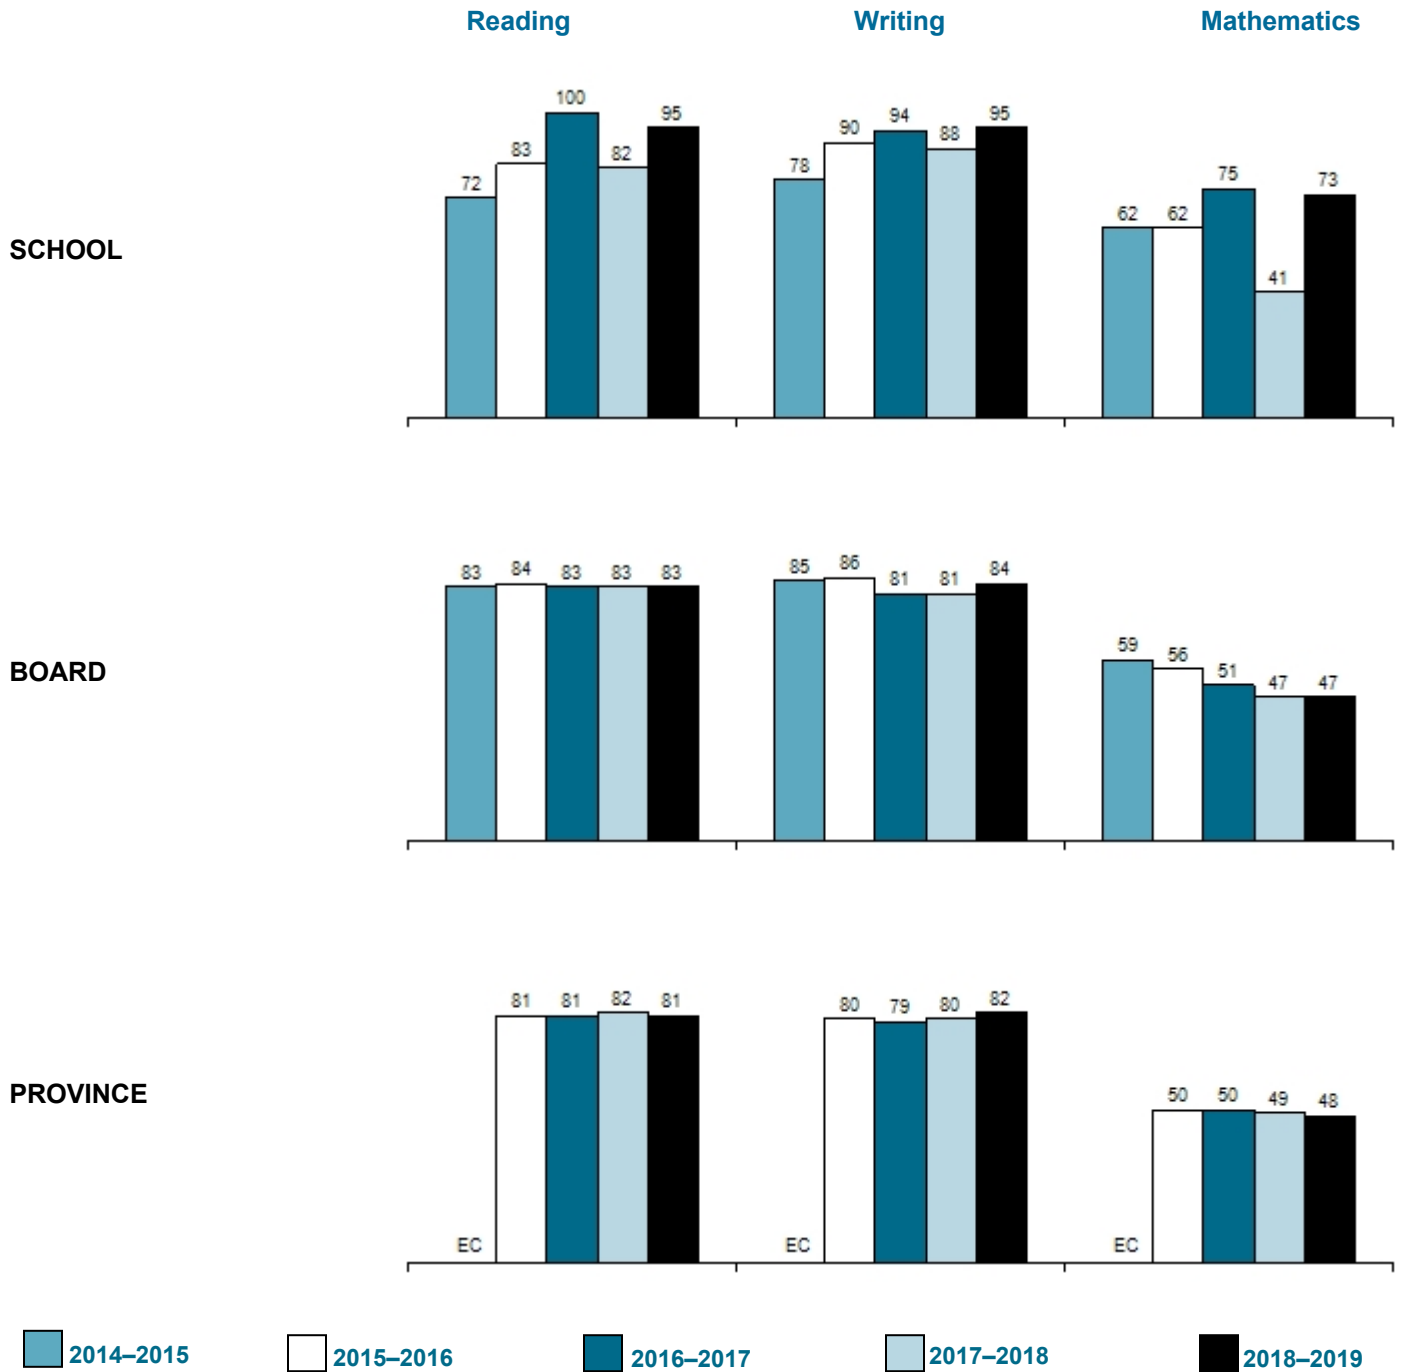 Reading Writing Mathematics
SCHOOL
72 83 100 82 95
78 90 94 88 95
62 62 75 41 73
BOARD
83 84 83 83 83
85 86 81 81 84
59 56 51 47 47
PROVINCE
EC 81 81 82 81
EC 80 79 80 82
EC 50 50 49 48
2014–2015 2015–2016 2016–2017 2017–2018 2018–2019